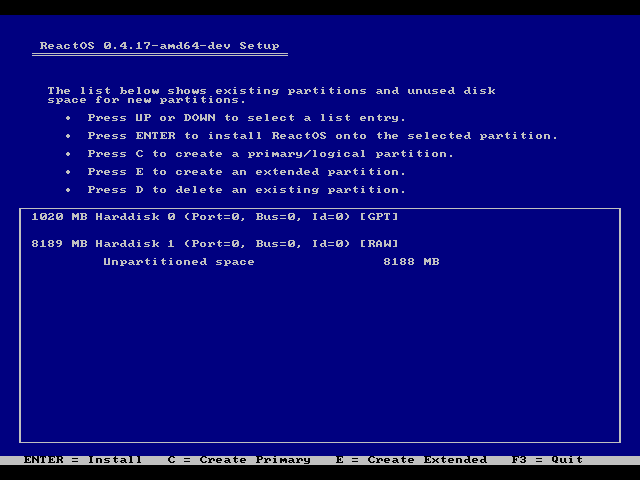 ReactOS 0.4.17-amd64-dev Setup
The list below shows existing partitions and unused disk
space for new partitions.
• Press UP or DOWN to select a list entry.
• Press ENTER to install ReactOS onto the selected partition.
• Press C to create a primary/logical partition.
• Press E to create an extended partition.
• Press D to delete an existing partition.
1020 MB Harddisk 0 (Port=0, Bus=0, Id=0) [GPT]
8189 MB Harddisk 1 (Port=0, Bus=0, Id=0) [RAW]
Unpartitioned space 8188 MB
ENTER = Install C = Create Primary E = Create Extended F3 = Quit